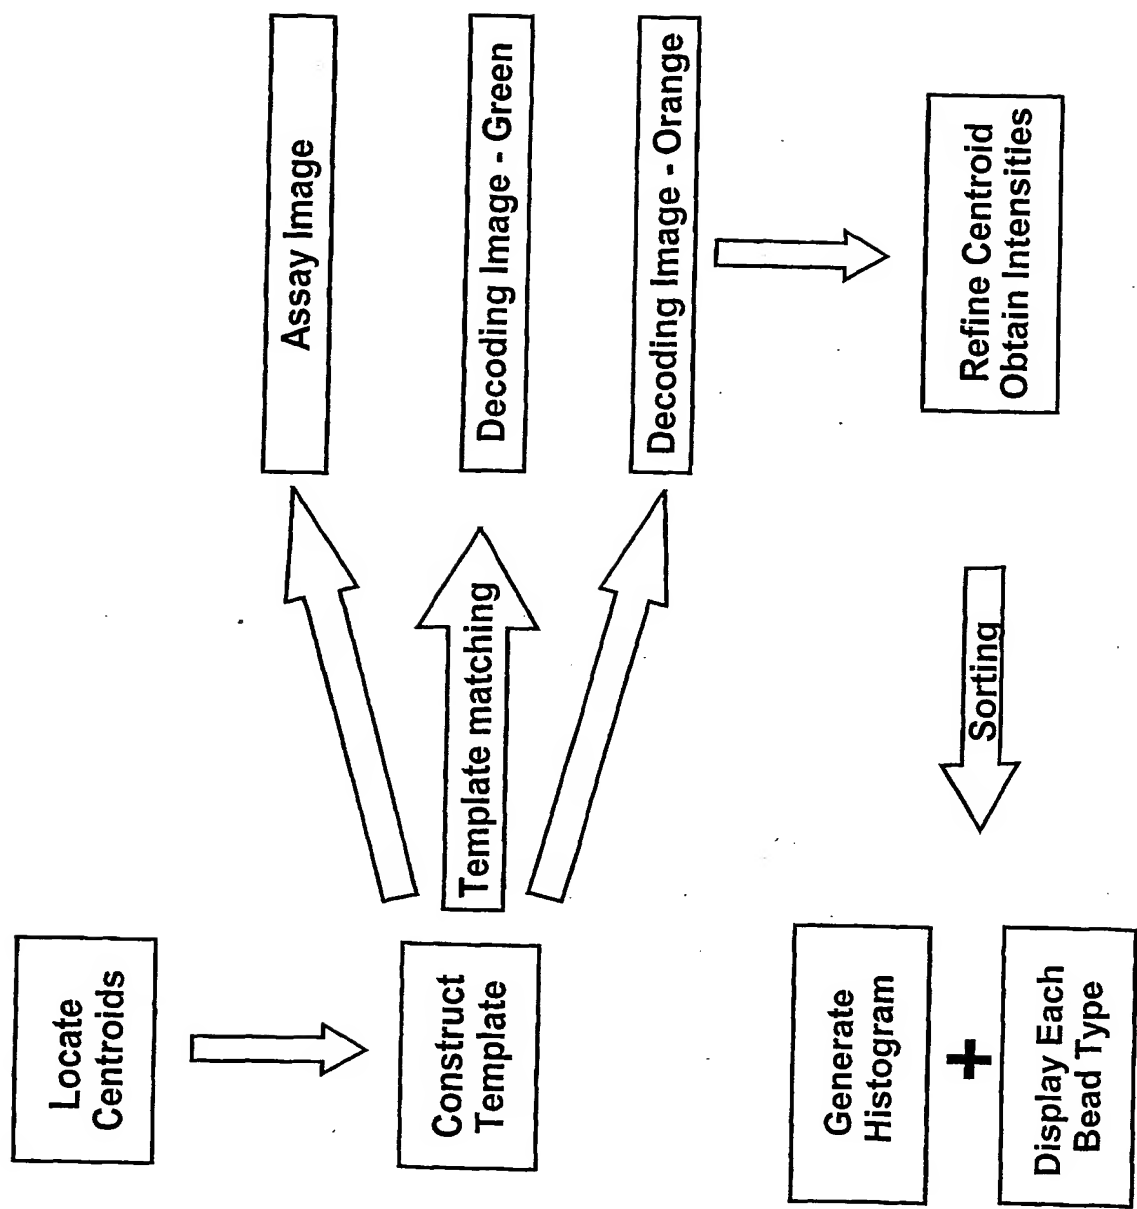 Locate
Centroids
Construct
Template
Template matching
Assay Image
Decoding Image - Green
Decoding Image - Orange
Refine Centroid
Obtain Intensities
Sorting
Generate
Histogram
+
Display Each
Bead Type